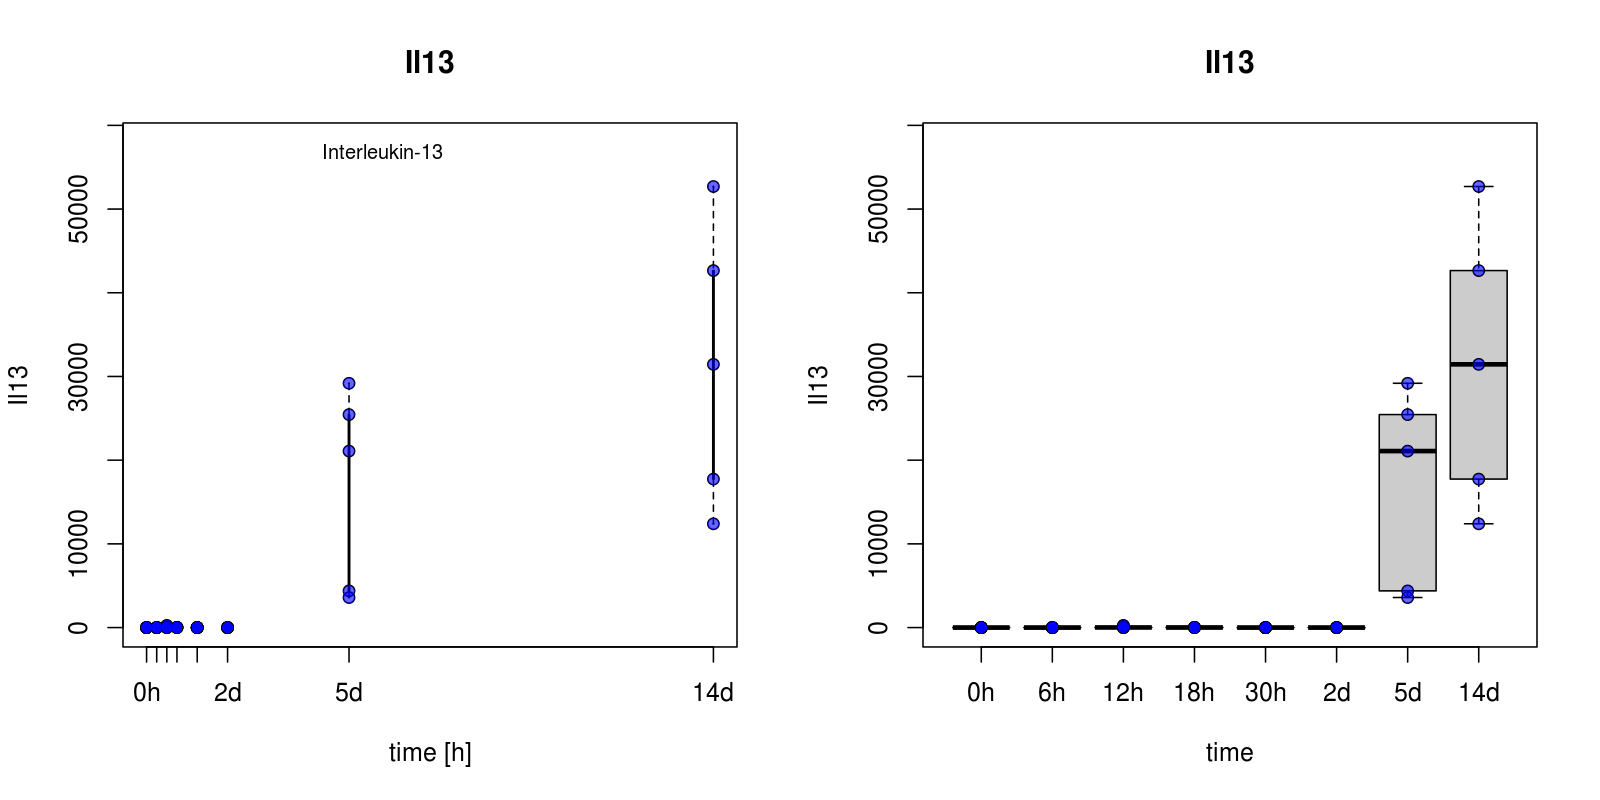 Il13
Interleukin-13
Il13
0
10000
30000
50000
0h
2d
5d
14d
time [h]
Il13
Il13
0
10000
30000
50000
0h
6h
12h
18h
30h
2d
5d
14d
time